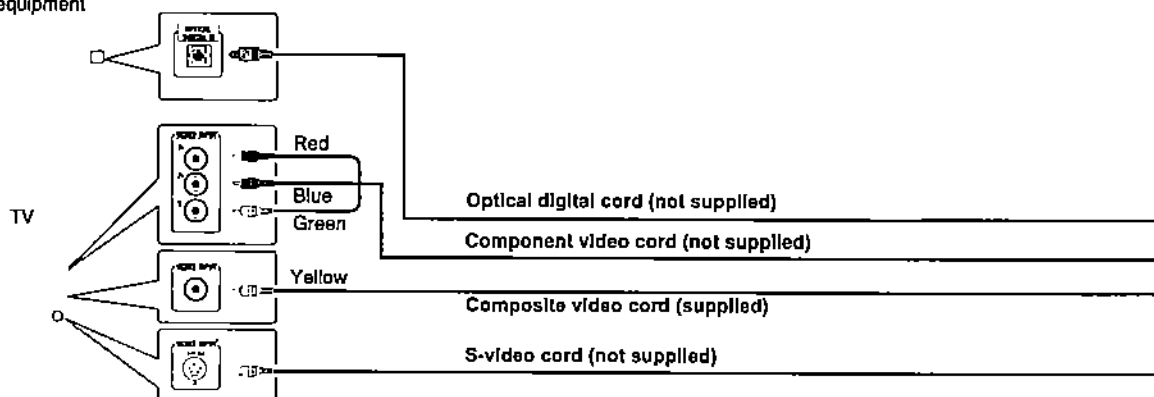 equipment
Red
Blue
Green
TV
Optical digital cord (not supplied)
Component video cord (not supplied)
Yellow
Composite video cord (supplied)
S-video cord (not supplied)